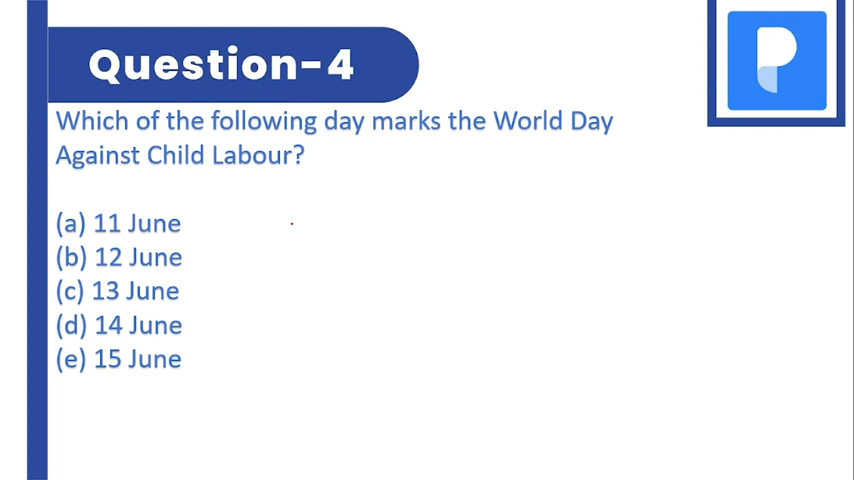 Question-4
Which of the following day marks the World Day
Against Child Labour?
(a) 11 June
(b) 12 June
(c) 13 June
(d) 14 June
(e) 15 June